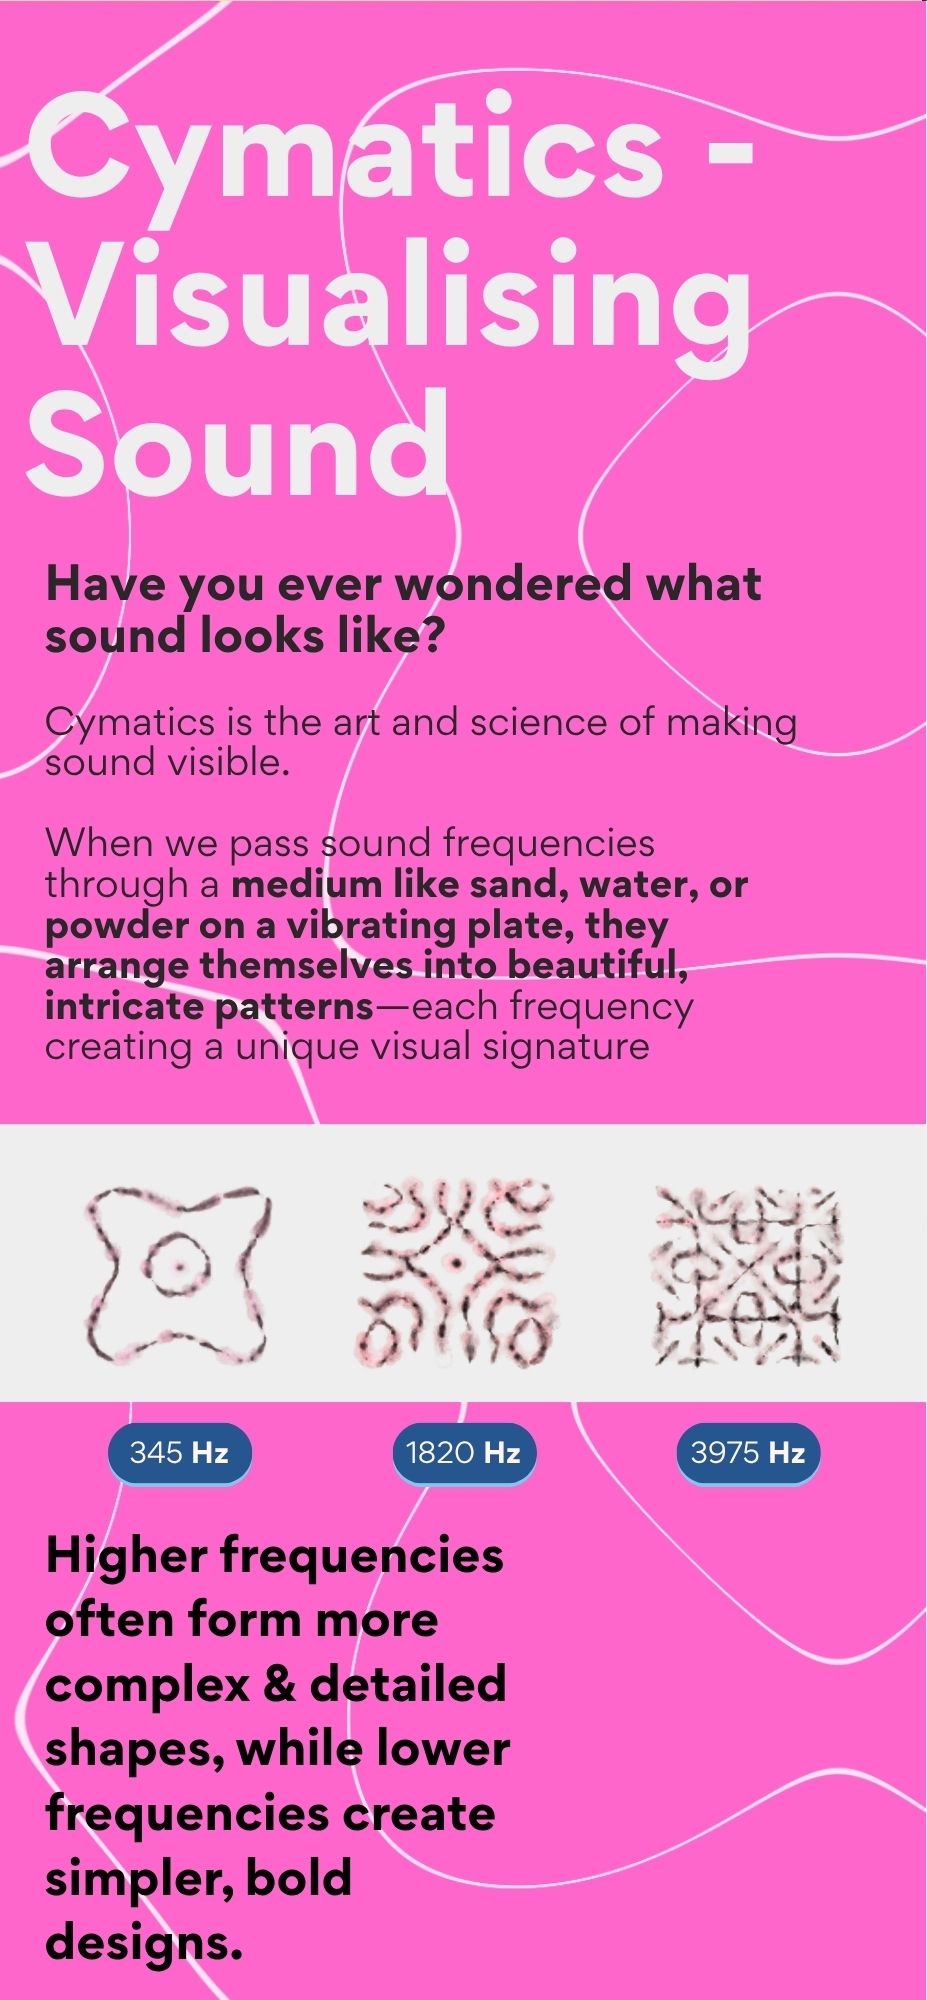 Cymatics -
Visualising
Sound
Have you ever wondered what
sound looks like?
Cymatics is the art and science of making
sound visible.
When we pass sound frequencies
through a medium like sand, water, or
powder on a vibrating plate, they
arrange themselves into beautiful,
intricate patterns—each frequency
creating a unique visual signature
345 Hz
1820 Hz
3975 Hz
Higher frequencies
often form more
complex & detailed
shapes, while lower
frequencies create
simpler, bold
designs.